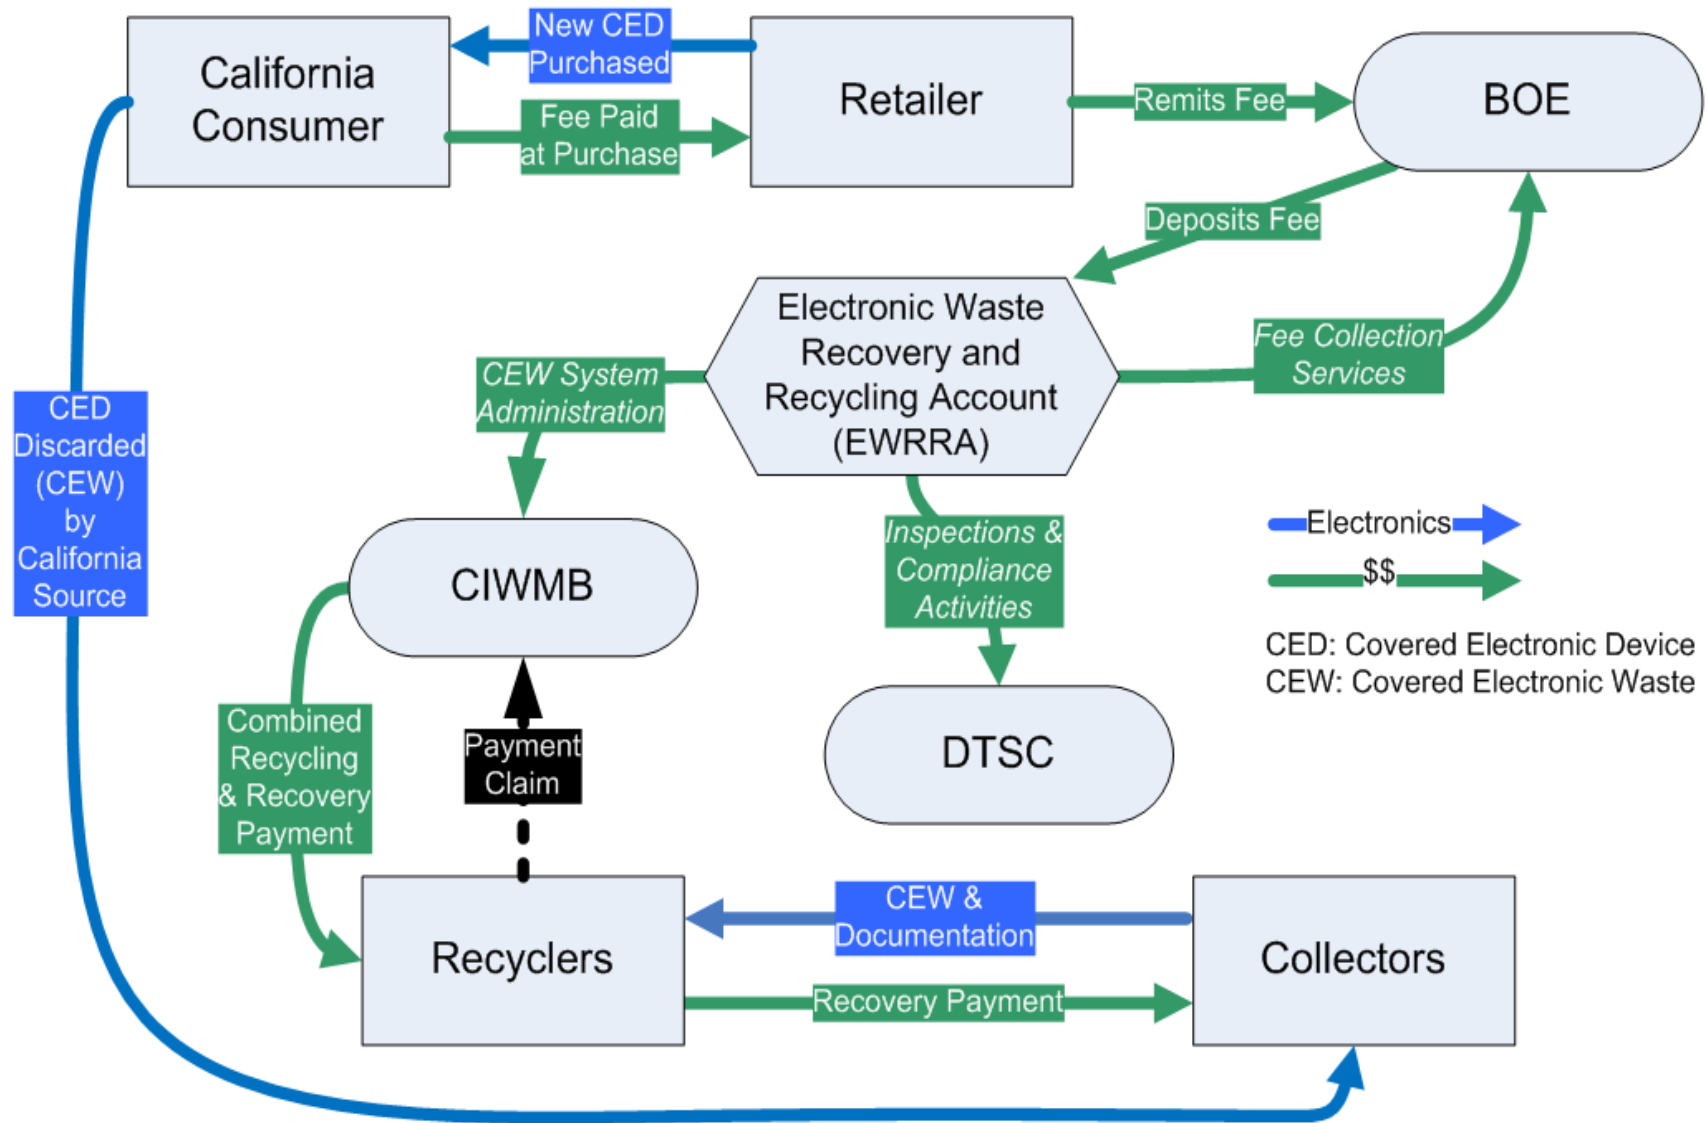 California
Consumer
New CED
Purchased
Fee Paid
at Purchase
Retailer
Remits Fee
BOE
Deposits Fee
Electronic Waste
Recovery and
Recycling Account
(EWRRA)
Fee Collection
Services
CEW System
Administration
CED
Discarded
(CEW)
by
California
Source
Inspections &
Compliance
Activities
Electronics
$$
CED: Covered Electronic Device
CEW: Covered Electronic Waste
CIWMB
DTSC
Combined
Recycling
& Recovery
Payment
Payment
Claim
Recyclers
CEW &
Documentation
Recovery Payment
Collectors